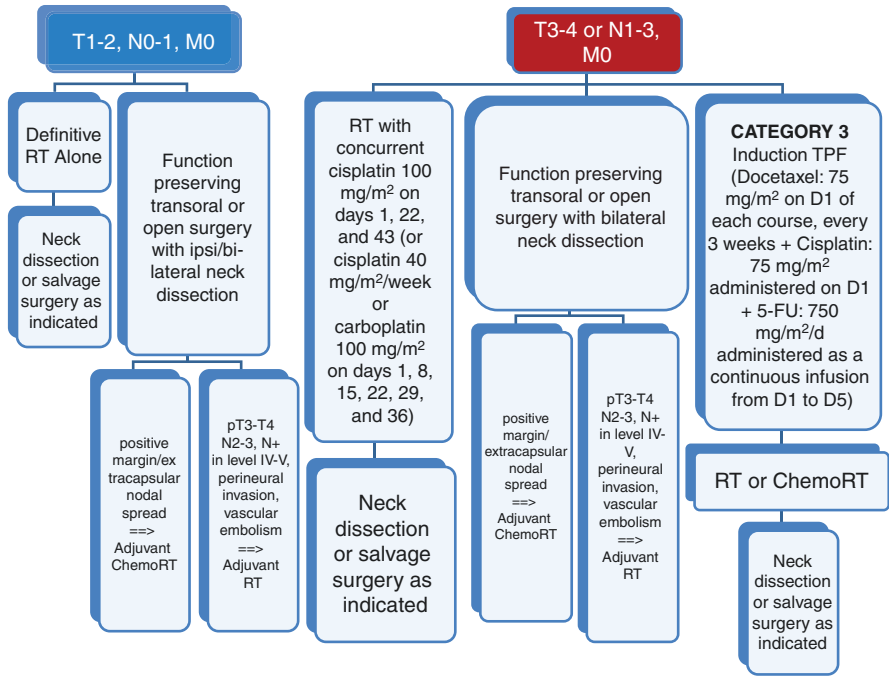 T1-2, N0-1, M0
Definitive
RT Alone
Neck
dissection
or salvage
surgery as
indicated
Function
preserving
transoral or
open surgery
with ipsi/bi-
lateral neck
dissection
positive
margin/ex
tracapsular
nodal
spread
==>
Adjuvant
ChemoRT
pT3-T4
N2-3, N+
in level IV-V,
perineural
invasion,
vascular
embolism
==>
Adjuvant
RT
T3-4 or N1-3,
M0
RT with
concurrent
cisplatin 100
mg/m² on
days 1, 22,
and 43 (or
cisplatin 40
mg/m²/week
or
carboplatin
100 mg/m²
on days 1, 8,
15, 22, 29,
and 36)
Neck
dissection
or salvage
surgery as
indicated
Function preserving
transoral or open
surgery with bilateral
neck dissection
positive
margin/
extracapsular
nodal
spread
==>
Adjuvant
ChemoRT
pT3-T4
N2-3, N+
in level IV-
V,
perineural
invasion,
vascular
embolism
==>
Adjuvant
RT
CATEGORY 3
Induction TPF
(Docetaxel: 75
mg/m² on D1 of
each course, every
3 weeks + Cisplatin:
75 mg/m²
administered on D1
+ 5-FU: 750
mg/m²/d
administered as a
continuous infusion
from D1 to D5)
RT or ChemoRT
Neck
dissection
or salvage
surgery as
indicated